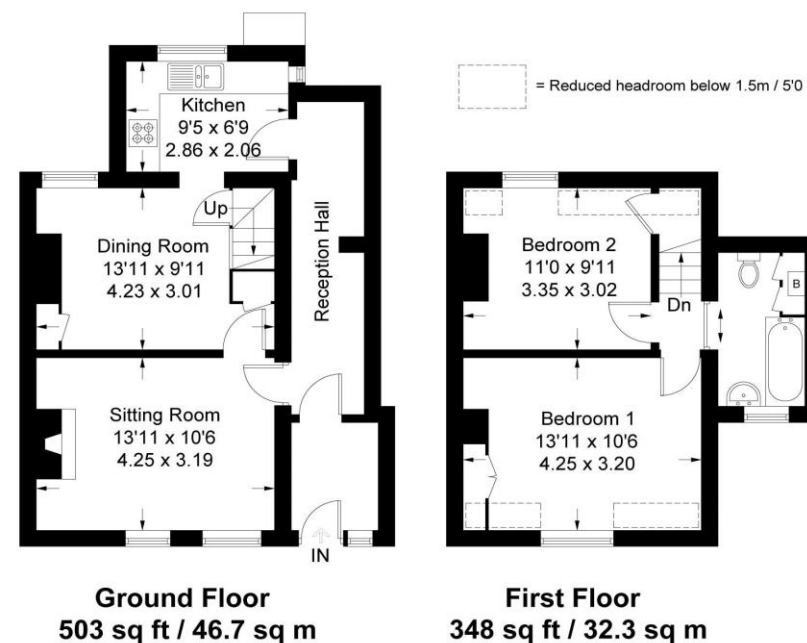 = Reduced headroom below 1.5m / 5'0
Kitchen
9'5 x 6'9
2.86 x 2.06
Up
Dining Room
13'11 x 9'11
4.23 x 3.01
Reception Hall
Sitting Room
13'11 x 10'6
4.25 x 3.19
IN
Ground Floor
503 sq ft / 46.7 sq m
Bedroom 2
11'0 x 9'11
3.35 x 3.02
Dn
B
Bedroom 1
13'11 x 10'6
4.25 x 3.20
First Floor
348 sq ft / 32.3 sq m